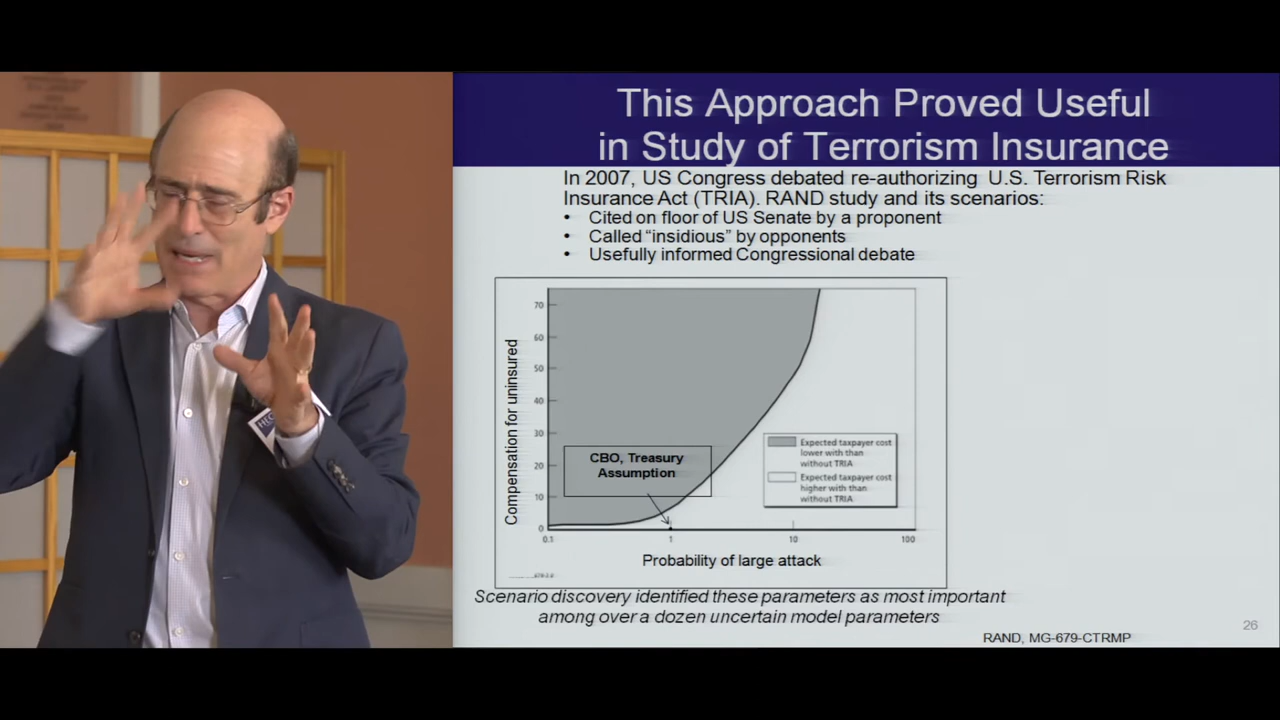 This Approach Proved Useful
in Study of Terrorism Insurance
In 2007, US Congress debated re-authorizing U.S. Terrorism Risk
Insurance Act (TRIA). RAND study and its scenarios:
• Cited on floor of US Senate by a proponent
• Called “insidious” by opponents
• Usefully informed Congressional debate
Compensation for uninsured
70
60
50
40
30
20
10
0
CBO, Treasury
Assumption
Expected taxpayer cost
lower with than
without TRIA
Expected taxpayer cost
higher with than
without TRIA
0.1 1 10 100
Probability of large attack
Scenario discovery identified these parameters as most important
among over a dozen uncertain model parameters
26
RAND, MG-679-CTRMP